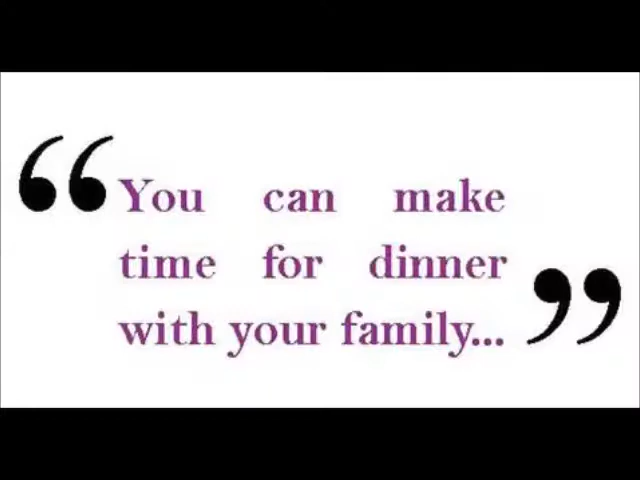 “You can make
time for dinner
with your family...”